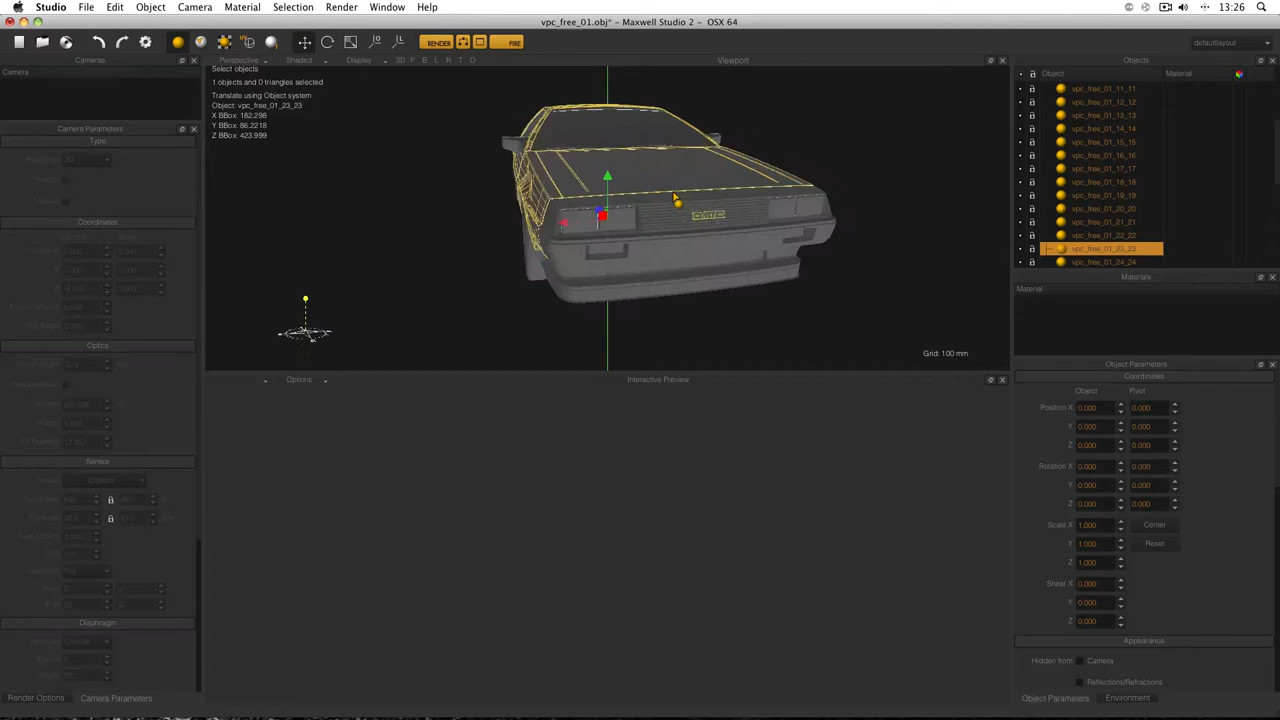 Studio File Edit Object Camera Material Selection Render Window Help 13:26
vpc_free_01.obj* - Maxwell Studio 2 - OSX 64
RENDER FIRE defaultlayout
Cameras
Camera
Camera Parameters
Type
Coordinates
Optics
Sensor
Diaphragm
Render Options Camera Parameters
Perspective Shaded Display 3D F B L R T D Viewport
Select objects
1 objects and 0 triangles selected
Translate using Object system
Object: vpc_free_01_23_23
X BBox: 182.298
Y BBox: 86.2218
Z BBox: 423.999
Grid: 100 mm
Options Interactive Preview
Objects
Object Material
vpc_free_01_11_11
vpc_free_01_12_12
vpc_free_01_13_13
vpc_free_01_14_14
vpc_free_01_15_15
vpc_free_01_16_16
vpc_free_01_17_17
vpc_free_01_18_18
vpc_free_01_19_19
vpc_free_01_20_20
vpc_free_01_21_21
vpc_free_01_22_22
vpc_free_01_23_23
vpc_free_01_24_24
Materials
Material
Object Parameters
Coordinates
Object Pivot
Position X 0.000 0.000
Y 0.000 0.000
Z 0.000 0.000
Rotation X 0.000 0.000
Y 0.000 0.000
Z 0.000 0.000
Scale X 1.000 Center
Y 1.000 Reset
Z 1.000
Shear X 0.000
Y 0.000
Z 0.000
Appearance
Hidden from Camera
Reflections/Refractions
Object Parameters Environment